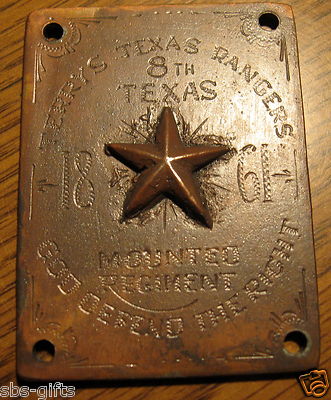 TERRY'S TEXAS RANGERS
8TH
TEXAS
18 61
MOUNTED
REGIMENT
GOD DEFEND THE RIGHT
sbs-gifts